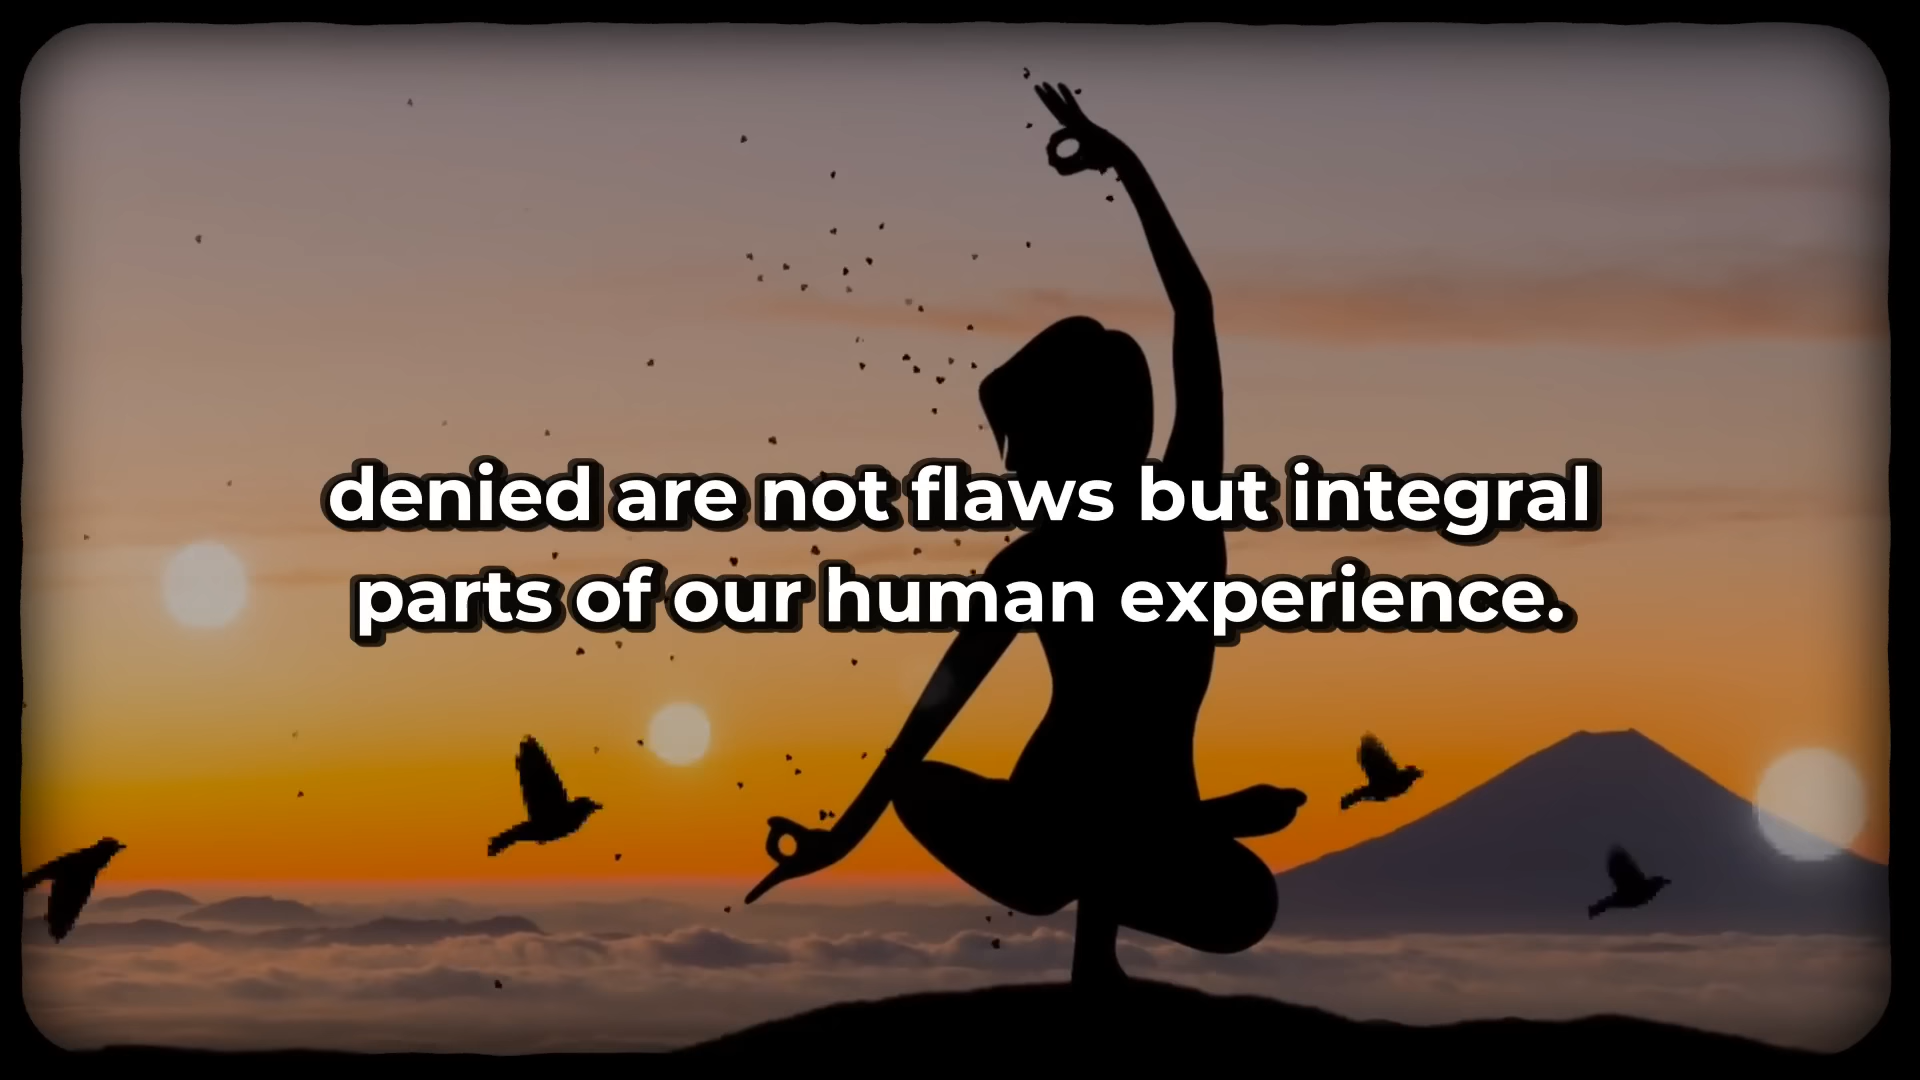 denied are not flaws but integral
parts of our human experience.